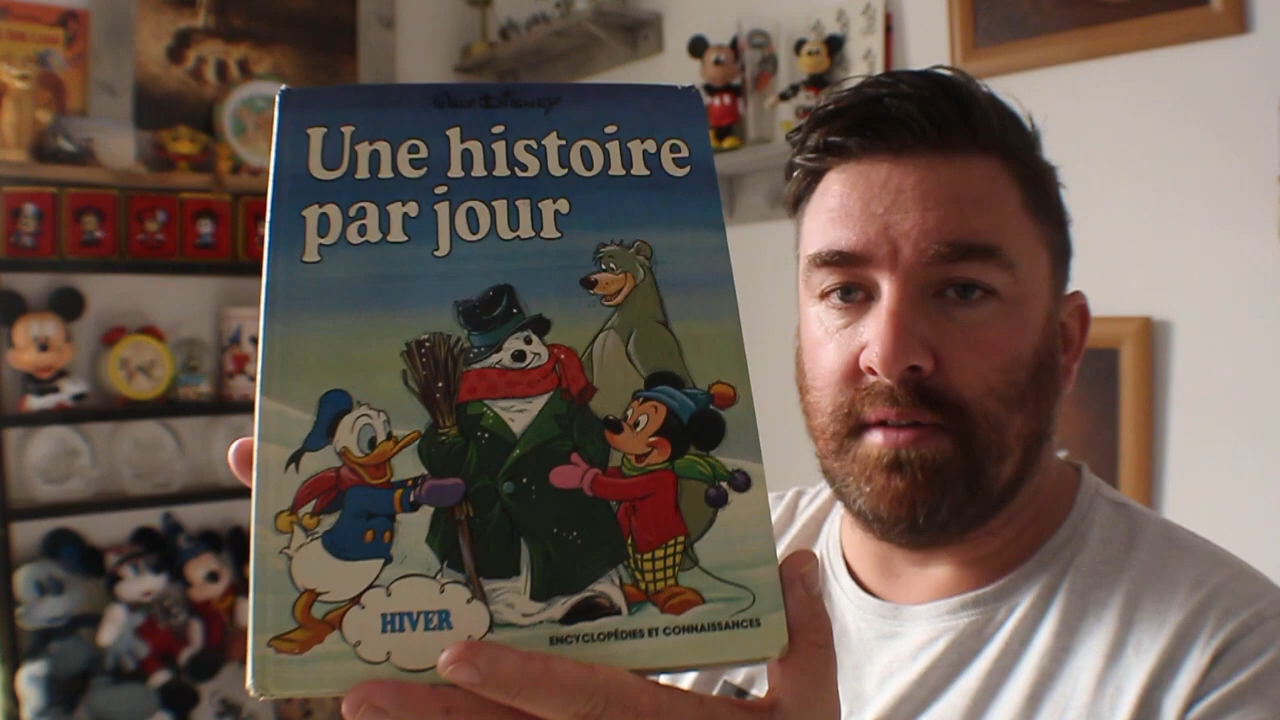 Walt Disney
Une histoire
par jour
HIVER
ENCYCLOPÉDIES ET CONNAISSANCES